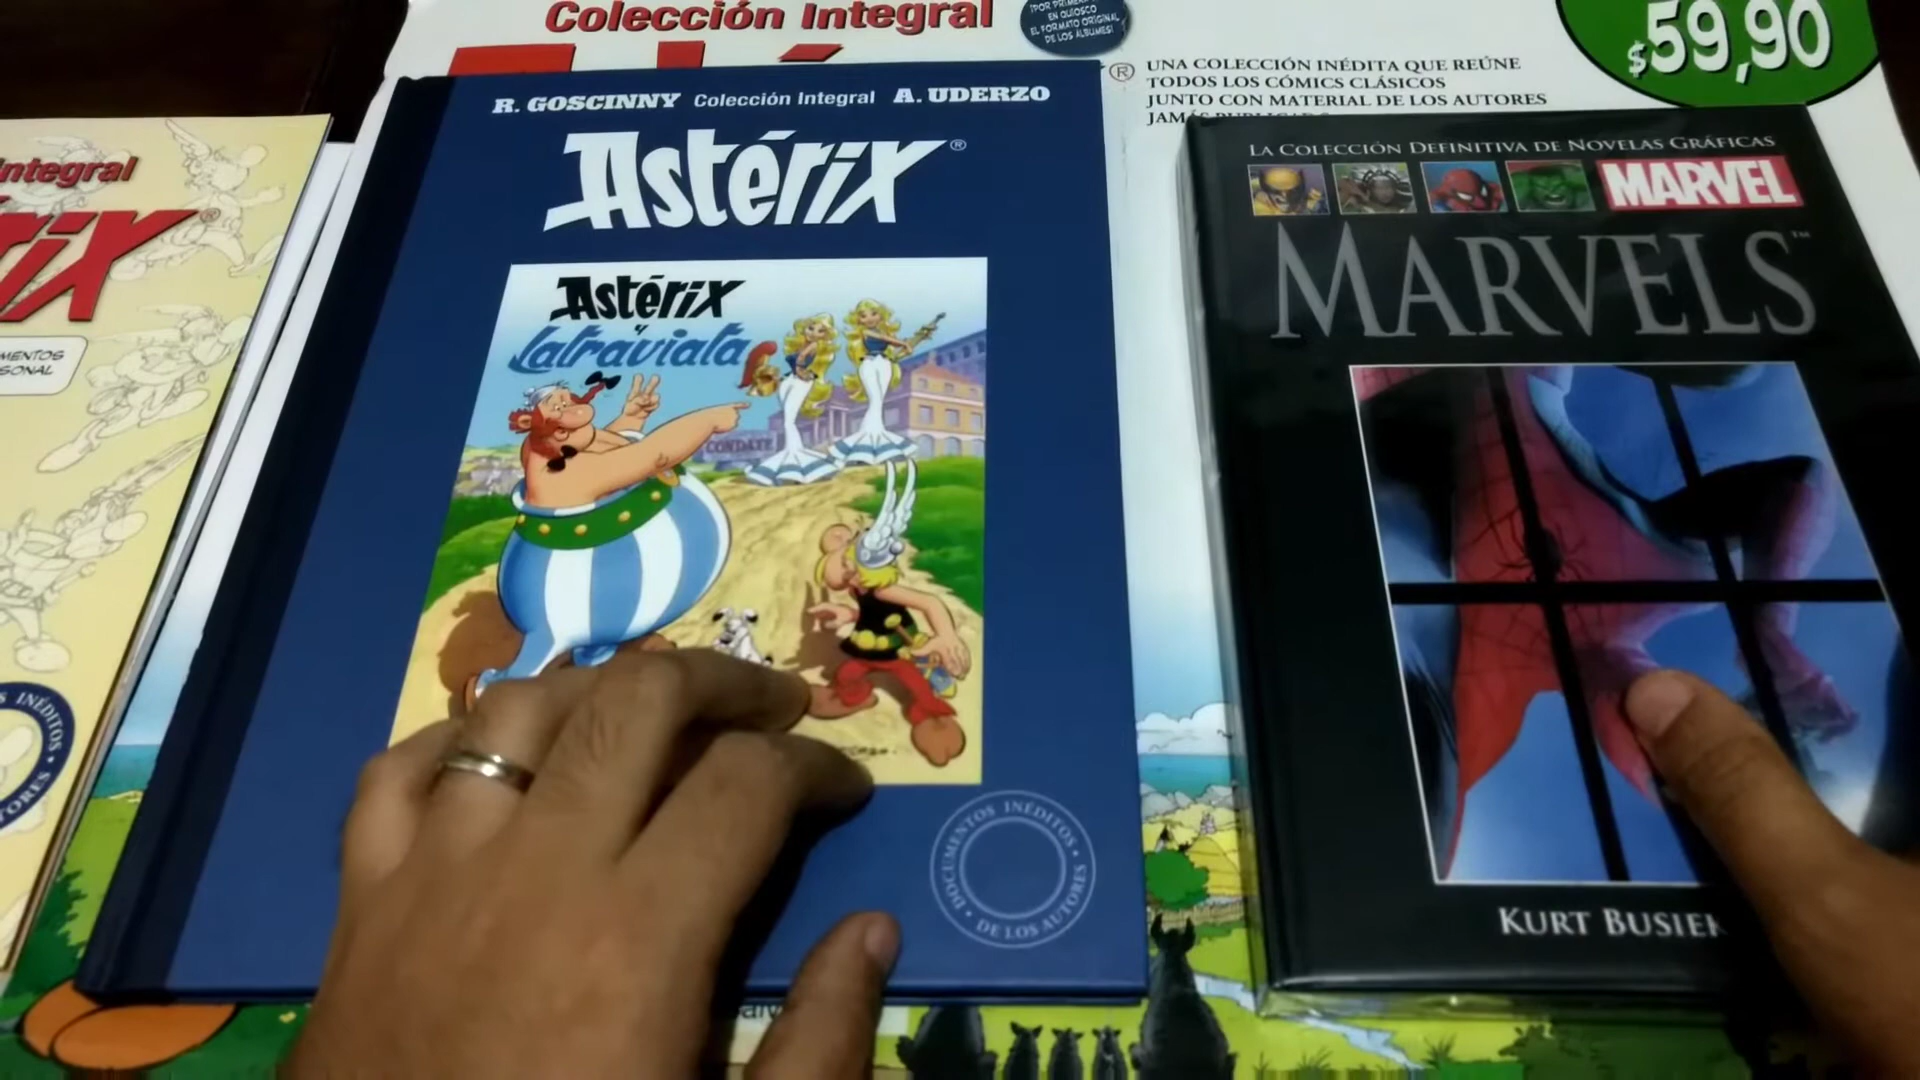 Colección Integral
¡POR PRIMERA
EN QUIOSCO
EL FORMATO ORIGINAL
DE LOS ÁLBUMES!
$59,90
®
UNA COLECCIÓN INÉDITA QUE REÚNE
TODOS LOS CÓMICS CLÁSICOS
JUNTO CON MATERIAL DE LOS AUTORES
JAMÁS PUBLICADO
Integral
rix®
MENTOS
SONAL
S INÉDITOS •
TORES
R. GOSCINNY Colección Integral A. UDERZO
Astérix®
Astérix
y
Latraviata
CONDATE
DOCUMENTOS INÉDITOS •
DE LOS AUTORES •
LA COLECCIÓN DEFINITIVA DE NOVELAS GRÁFICAS
MARVEL
MARVELS™
KURT BUSIEK